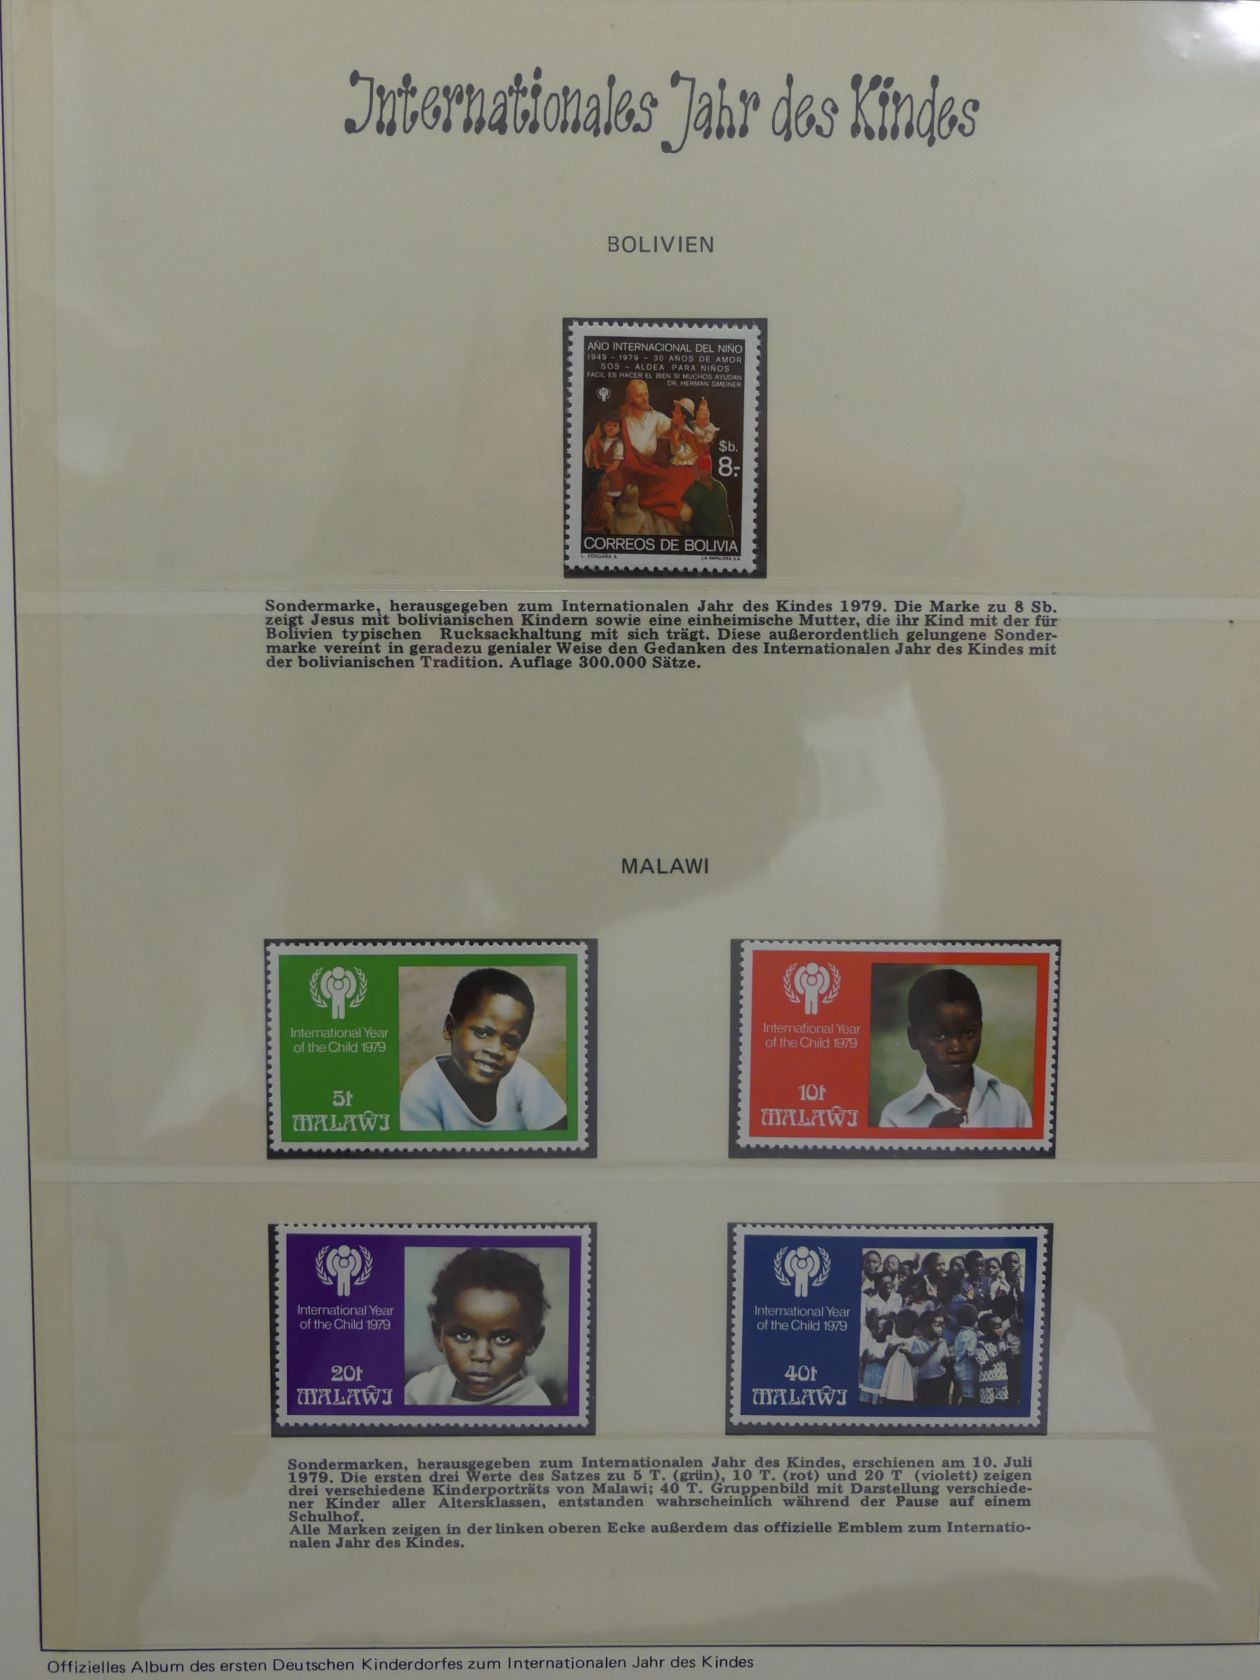 Internationales Jahr des Kindes
BOLIVIEN
AÑO INTERNACIONAL DEL NIÑO
1949 - 1979 - 30 AÑOS DE AMOR
SOS - ALDEA PARA NIÑOS
FACIL ES HACER EL BIEN SI MUCHOS AYUDAN
DR. HERMAN GMEINER
$b.
8.-
CORREOS DE BOLIVIA
L. VERGARA A. LA PAPELERA S.A.
Sondermarke, herausgegeben zum Internationalen Jahr des Kindes 1979. Die Marke zu 8 Sb.
zeigt Jesus mit bolivianischen Kindern sowie eine einheimische Mutter, die ihr Kind mit der für
Bolivien typischen Rucksackhaltung mit sich trägt. Diese außerordentlich gelungene Sonder-
marke vereint in geradezu genialer Weise den Gedanken des Internationalen Jahr des Kindes mit
der bolivianischen Tradition. Auflage 300.000 Sätze.
MALAWI
International Year
of the Child 1979
5t
MALAŴI
International Year
of the Child 1979
10t
MALAŴI
International Year
of the Child 1979
20t
MALAŴI
International Year
of the Child 1979
40t
MALAŴI
Sondermarken, herausgegeben zum Internationalen Jahr des Kindes, erschienen am 10. Juli
1979. Die ersten drei Werte des Satzes zu 5 T. (grün), 10 T. (rot) und 20 T (violett) zeigen
drei verschiedene Kinderporträts von Malawi; 40 T. Gruppenbild mit Darstellung verschiede-
ner Kinder aller Altersklassen, entstanden wahrscheinlich während der Pause auf einem
Schulhof.
Alle Marken zeigen in der linken oberen Ecke außerdem das offizielle Emblem zum Internatio-
nalen Jahr des Kindes.
Offizielles Album des ersten Deutschen Kinderdorfes zum Internationalen Jahr des Kindes